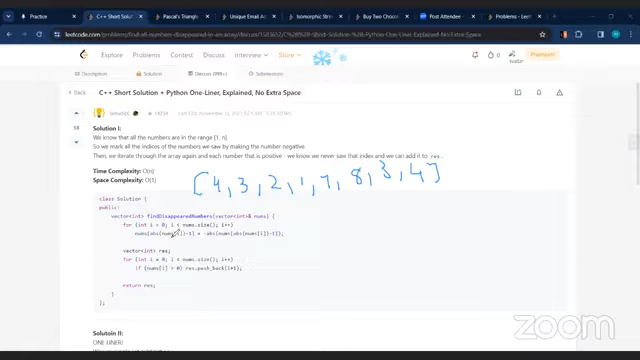 Practice
C++ Short Solution
Pascal's Triangle
Unique Email Ad
Isomorphic Strin
Buy Two Chocola
Post Attendee
Problems - Leet
Explore Problems Contest Discuss Interview Store
0
Premium
Description Solution Discuss (999+) Submissions
Back C++ Short Solution + Python One-Liner, Explained, No Extra Space
58
Solution I:
We know that all the numbers are in the range [1, n].
So we mark all the indices of the numbers we saw by making the number negative.
Then, we iterate through the array again and each number that is positive - we know we never saw that index and we can add it to res.
Time Complexity: O(n)
Space Complexity: O(1)
[4, 3, 2, 1, 7, 8, 3, 4]
class Solution {
public:
vector<int> findDisappearedNumbers(vector<int>& nums) {
for (int i = 0; i < nums.size(); i++)
nums[abs(nums[i])-1] = -abs(nums[abs(nums[i])-1]);
vector<int> res;
for (int i = 0; i < nums.size(); i++)
if (nums[i] > 0) res.push_back(i+1);
return res;
}
};
Solutoin II:
ONE LINER!
zoom